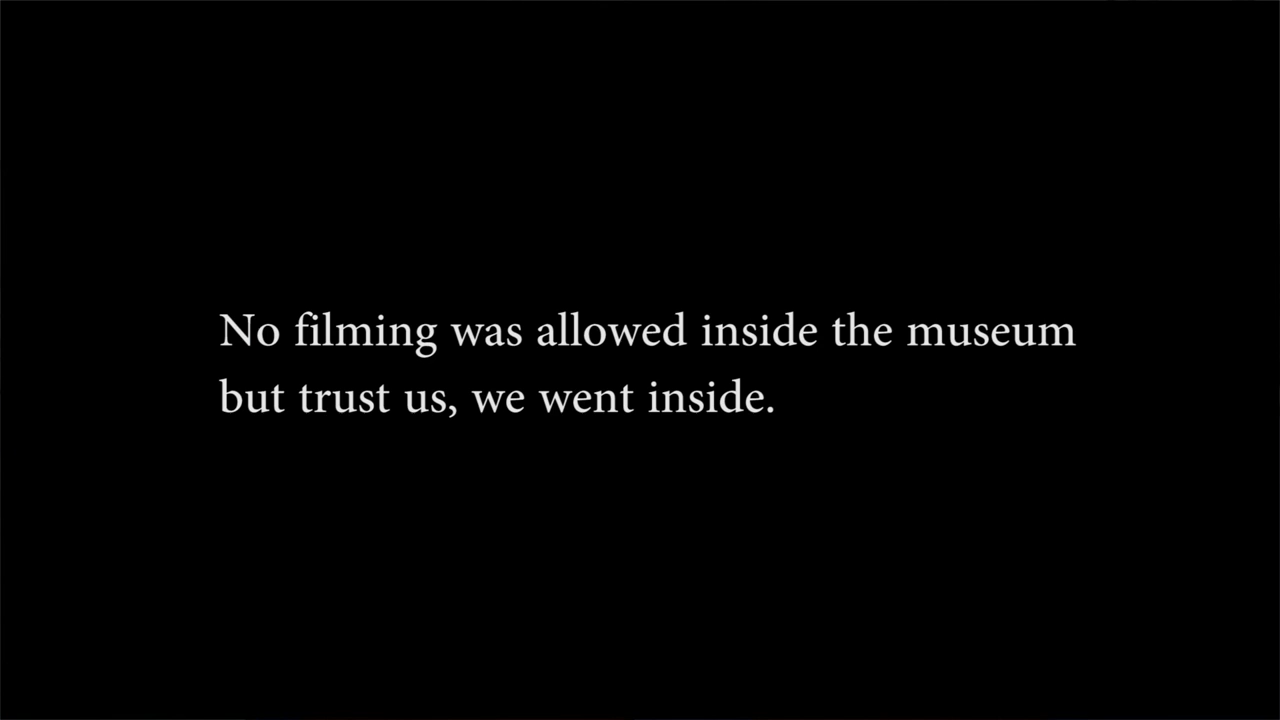 No filming was allowed inside the museum
but trust us, we went inside.